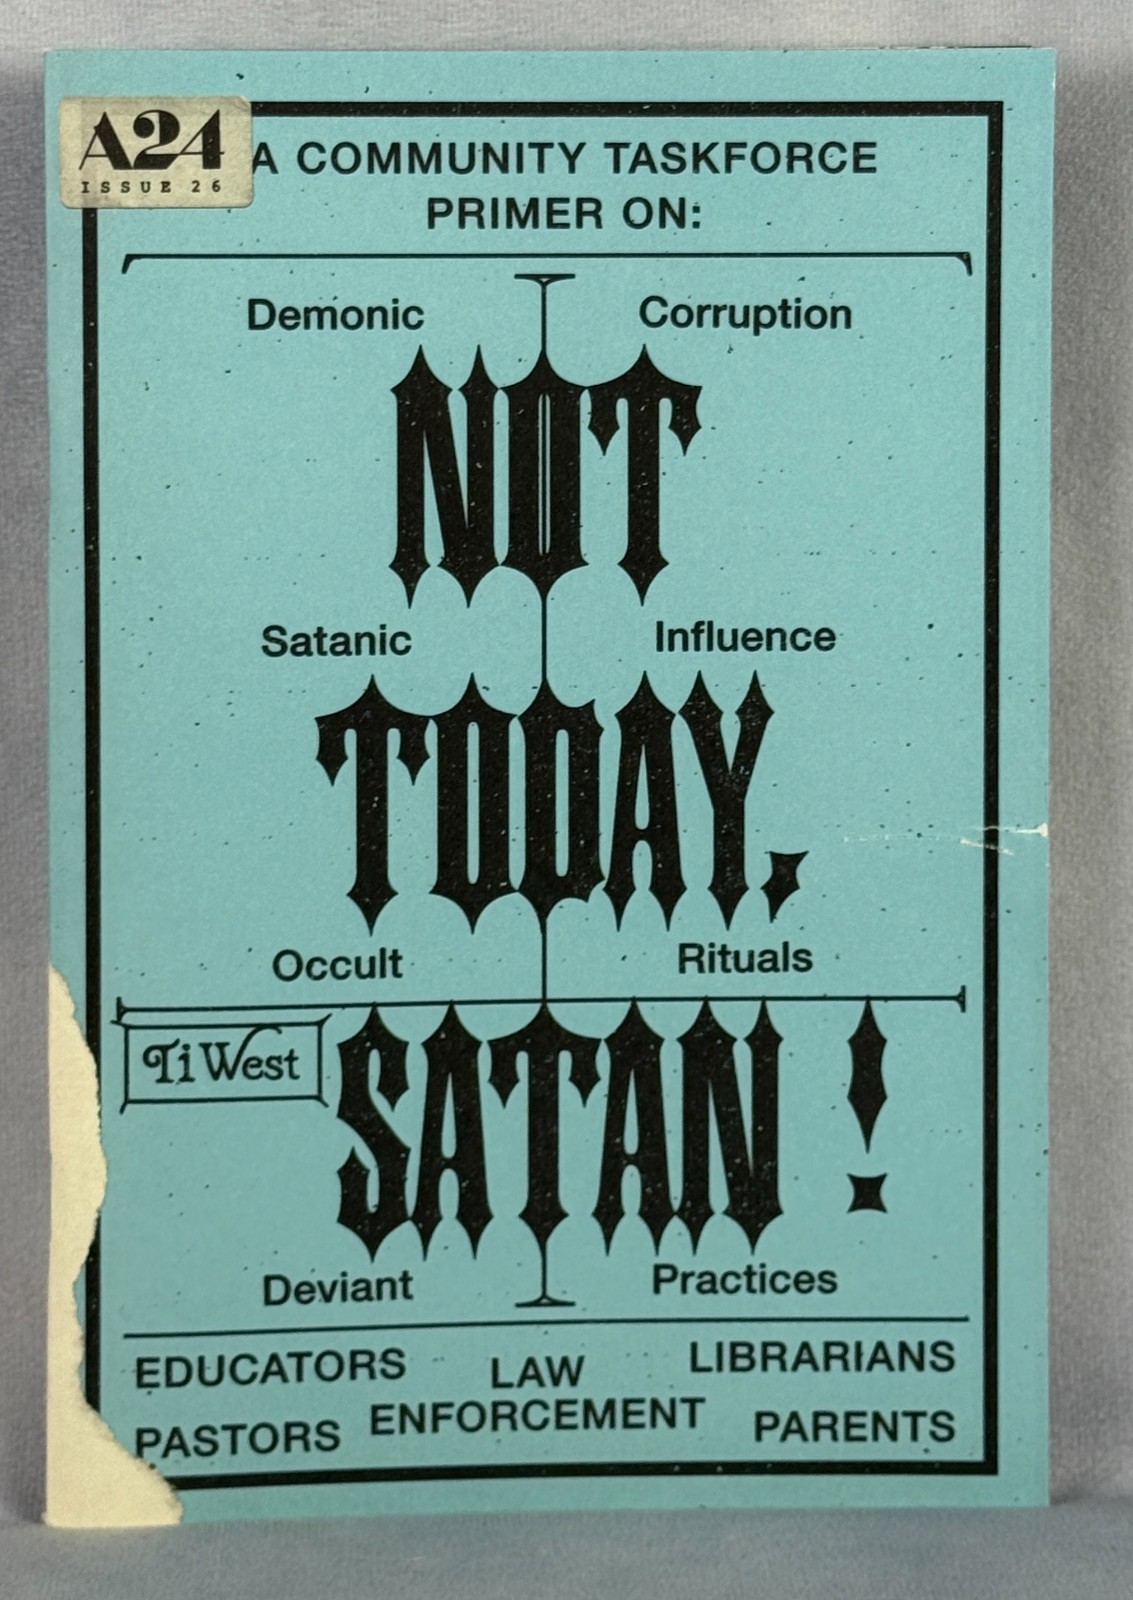 A24
ISSUE 26
A COMMUNITY TASKFORCE
PRIMER ON:
Demonic Corruption
NOT
Satanic Influence
TODAY,
Occult Rituals
Ti West
SATAN!
Deviant Practices
EDUCATORS LAW LIBRARIANS
PASTORS ENFORCEMENT PARENTS